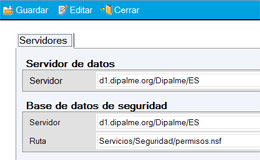 Guardar Editar Cerrar
Servidores
Servidor de datos
Servidor d1.dipalme.org/Dipalme/ES
Base de datos de seguridad
Servidor d1.dipalme.org/Dipalme/ES
Ruta Servicios/Seguridad/permisos.nsf